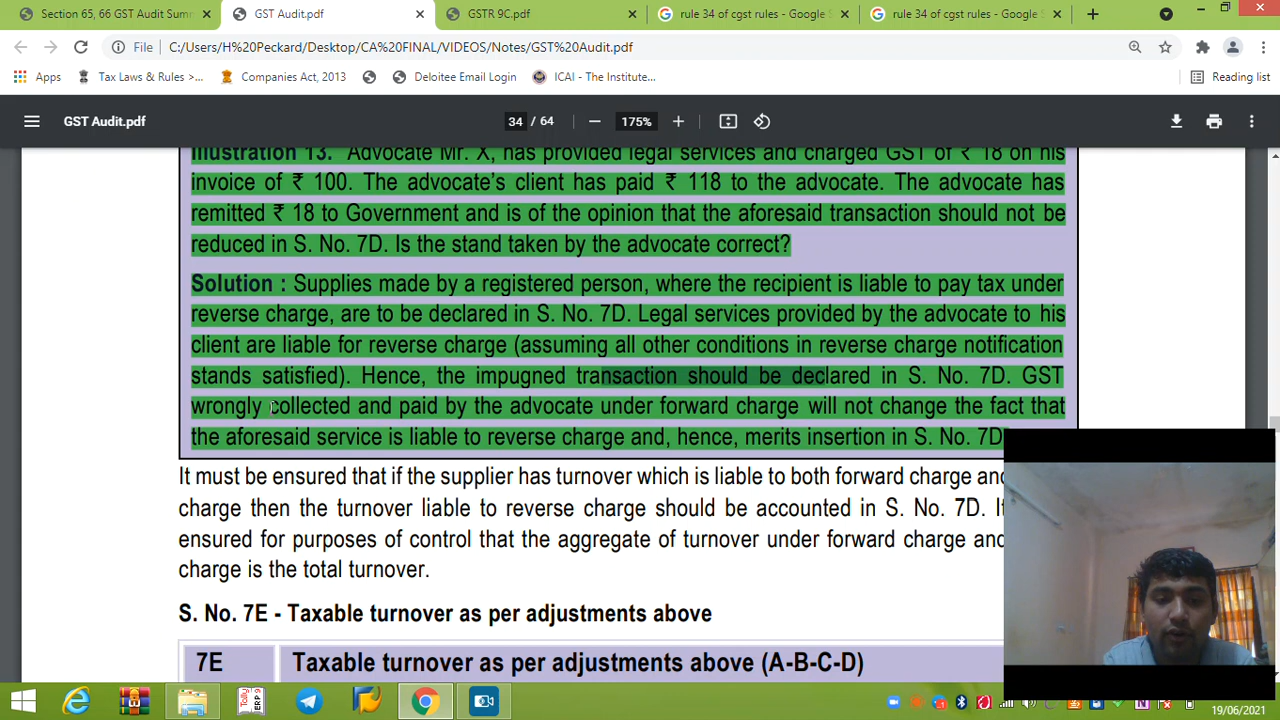 Section 65, 66 GST Audit Summ
GST Audit.pdf
GSTR 9C.pdf
rule 34 of cgst rules - Google S
rule 34 of cgst rules - Google S
File
C:/Users/H%20Peckard/Desktop/CA%20FINAL/VIDEOS/Notes/GST%20Audit.pdf
Apps
Tax Laws & Rules >...
Companies Act, 2013
Deloitee Email Login
ICAI - The Institute...
Reading list
GST Audit.pdf
34 / 64
175%
Illustration 13. Advocate Mr. X, has provided legal services and charged GST of ₹ 18 on his
invoice of ₹ 100. The advocate's client has paid ₹ 118 to the advocate. The advocate has
remitted ₹ 18 to Government and is of the opinion that the aforesaid transaction should not be
reduced in S. No. 7D. Is the stand taken by the advocate correct?
Solution : Supplies made by a registered person, where the recipient is liable to pay tax under
reverse charge, are to be declared in S. No. 7D. Legal services provided by the advocate to his
client are liable for reverse charge (assuming all other conditions in reverse charge notification
stands satisfied). Hence, the impugned transaction should be declared in S. No. 7D. GST
wrongly collected and paid by the advocate under forward charge will not change the fact that
the aforesaid service is liable to reverse charge and, hence, merits insertion in S. No. 7D
It must be ensured that if the supplier has turnover which is liable to both forward charge and
charge then the turnover liable to reverse charge should be accounted in S. No. 7D. It
ensured for purposes of control that the aggregate of turnover under forward charge and
charge is the total turnover.
S. No. 7E - Taxable turnover as per adjustments above
7E
Taxable turnover as per adjustments above (A-B-C-D)
Tally
ERP 9
19/06/2021